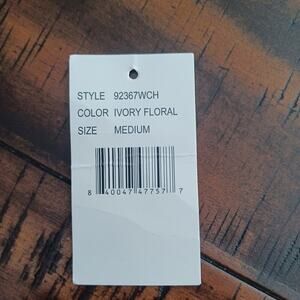 STYLE 92367WCH
COLOR IVORY FLORAL
SIZE MEDIUM
8 40047 47757 7